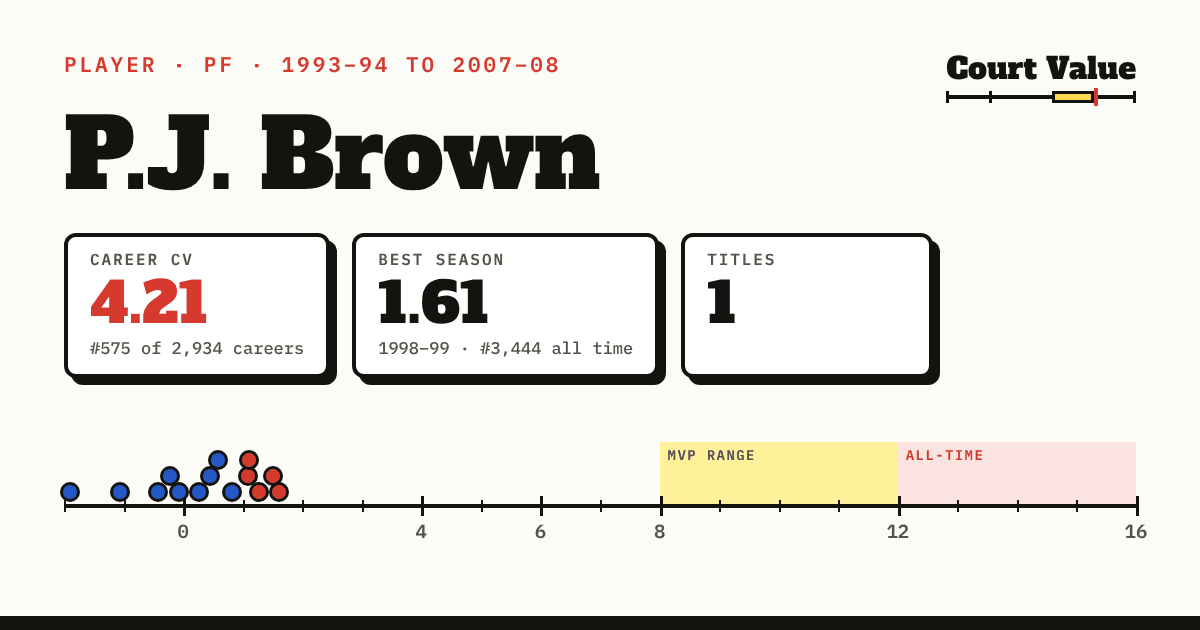 PLAYER · PF · 1993–94 TO 2007–08
Court Value
P.J. Brown
CAREER CV
4.21
#575 of 2,934 careers
BEST SEASON
1.61
1998–99 · #3,444 all time
TITLES
1
MVP RANGE
ALL-TIME
0 4 6 8 12 16